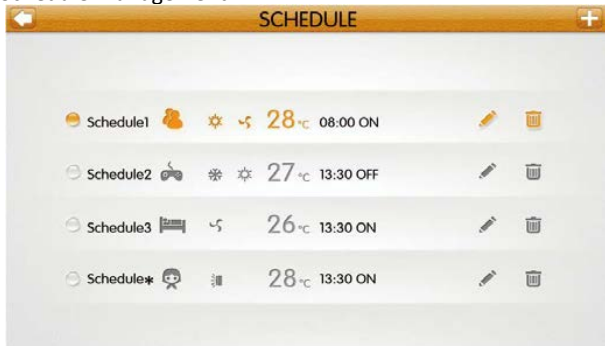 SCHEDULE
Schedule1 28°C 08:00 ON
Schedule2 27°C 13:30 OFF
Schedule3 26°C 13:30 ON
Schedule* 28°C 13:30 ON